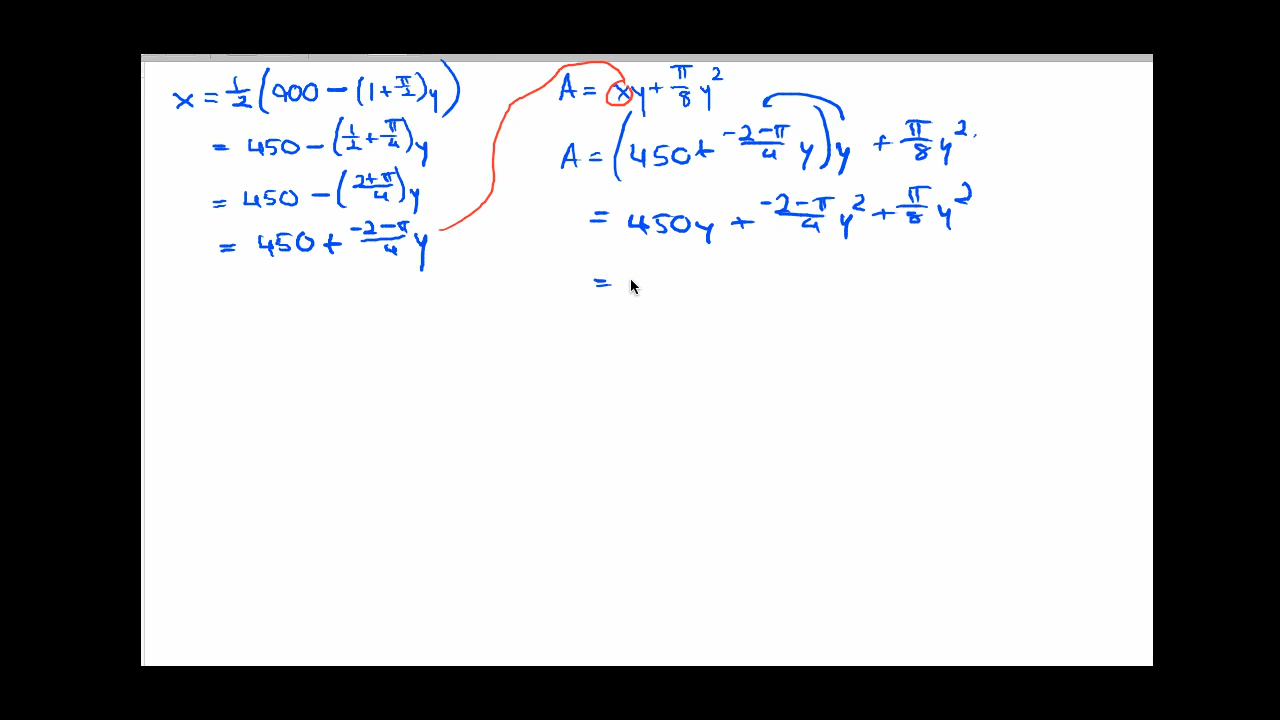 x = 1/2 (900 - (1 + π/2)y)
= 450 - (1/2 + π/4)y
= 450 - (2+π/4)y
= 450 + -2-π/4 y
A = xy + π/8 y²
A = (450 + -2-π/4 y)y + π/8 y².
= 450y + -2-π/4 y² + π/8 y²
=